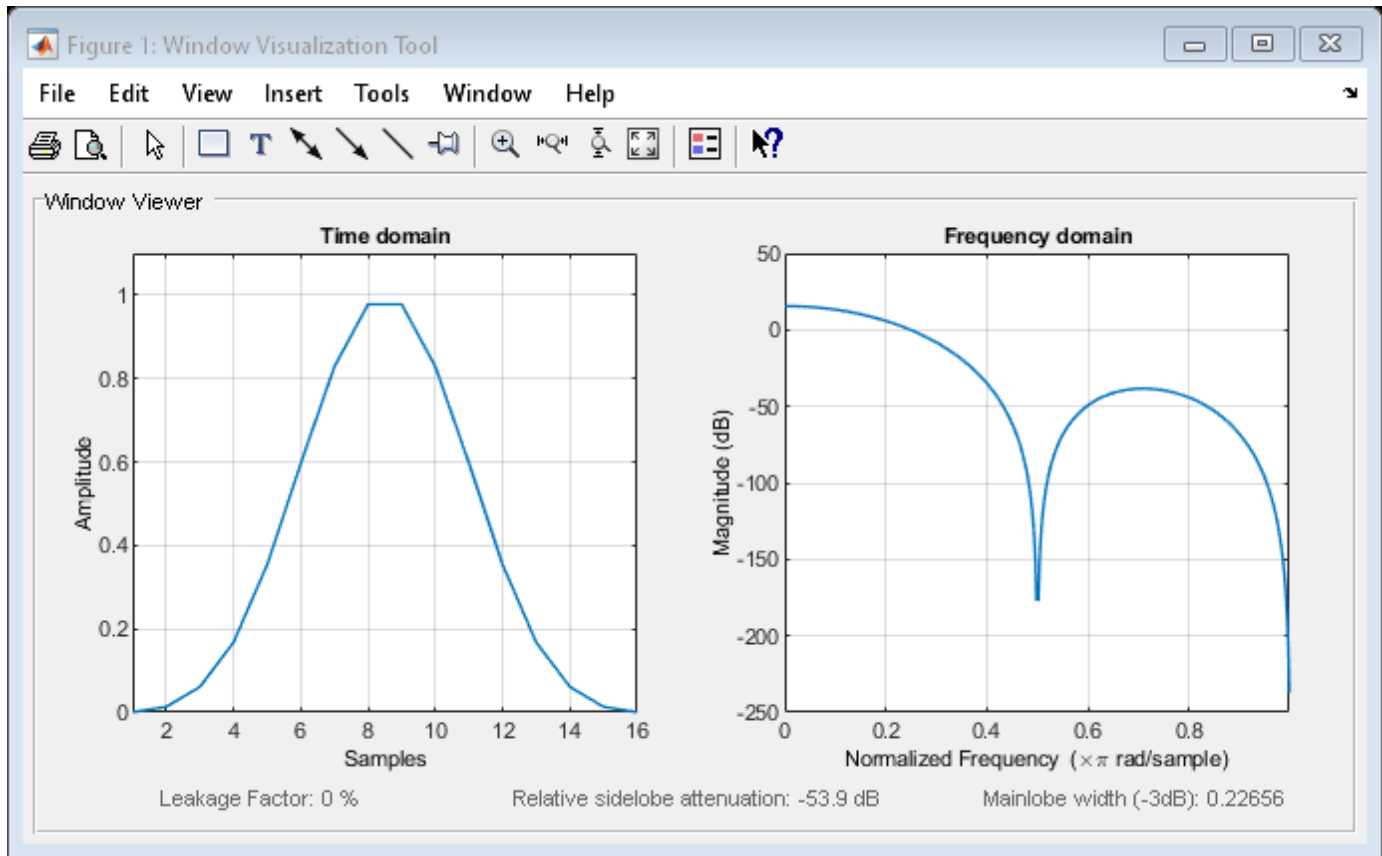 Figure 1: Window Visualization Tool
File Edit View Insert Tools Window Help
T
?
Window Viewer
Time domain
1
0.8
0.6
0.4
0.2
0
Amplitude
2 4 6 8 10 12 14 16
Samples
Frequency domain
50
0
-50
-100
-150
-200
-250
Magnitude (dB)
0 0.2 0.4 0.6 0.8
Normalized Frequency (×π rad/sample)
Leakage Factor: 0 % Relative sidelobe attenuation: -53.9 dB Mainlobe width (-3dB): 0.22656